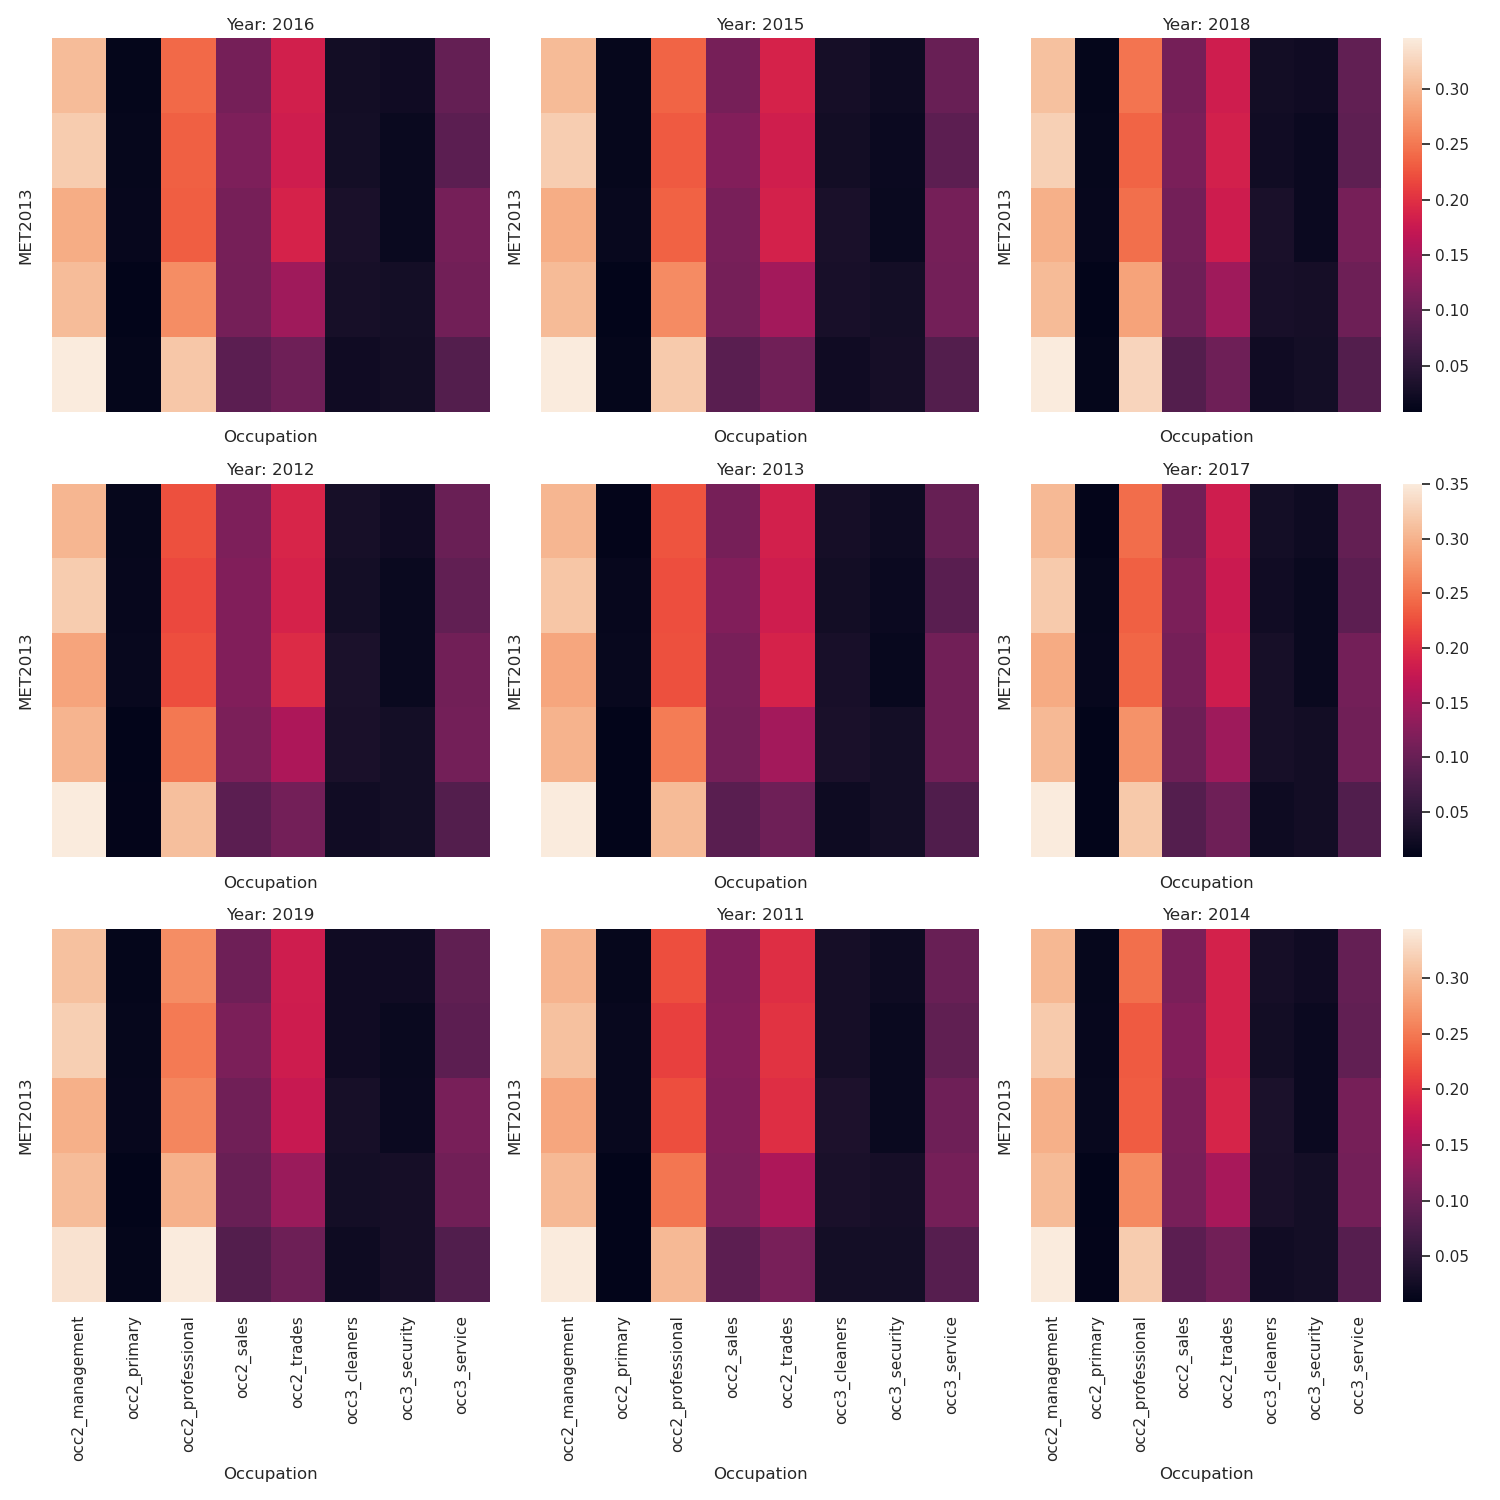 Year: 2016
Year: 2015
Year: 2018
MET2013
MET2013
MET2013
0.30
0.25
0.20
0.15
0.10
0.05
Occupation
Occupation
Occupation
Year: 2012
Year: 2013
Year: 2017
MET2013
MET2013
MET2013
0.35
0.30
0.25
0.20
0.15
0.10
0.05
Occupation
Occupation
Occupation
Year: 2019
Year: 2011
Year: 2014
MET2013
MET2013
MET2013
0.30
0.25
0.20
0.15
0.10
0.05
occ2_management
occ2_primary
occ2_professional
occ2_sales
occ2_trades
occ3_cleaners
occ3_security
occ3_service
occ2_management
occ2_primary
occ2_professional
occ2_sales
occ2_trades
occ3_cleaners
occ3_security
occ3_service
occ2_management
occ2_primary
occ2_professional
occ2_sales
occ2_trades
occ3_cleaners
occ3_security
occ3_service
Occupation
Occupation
Occupation